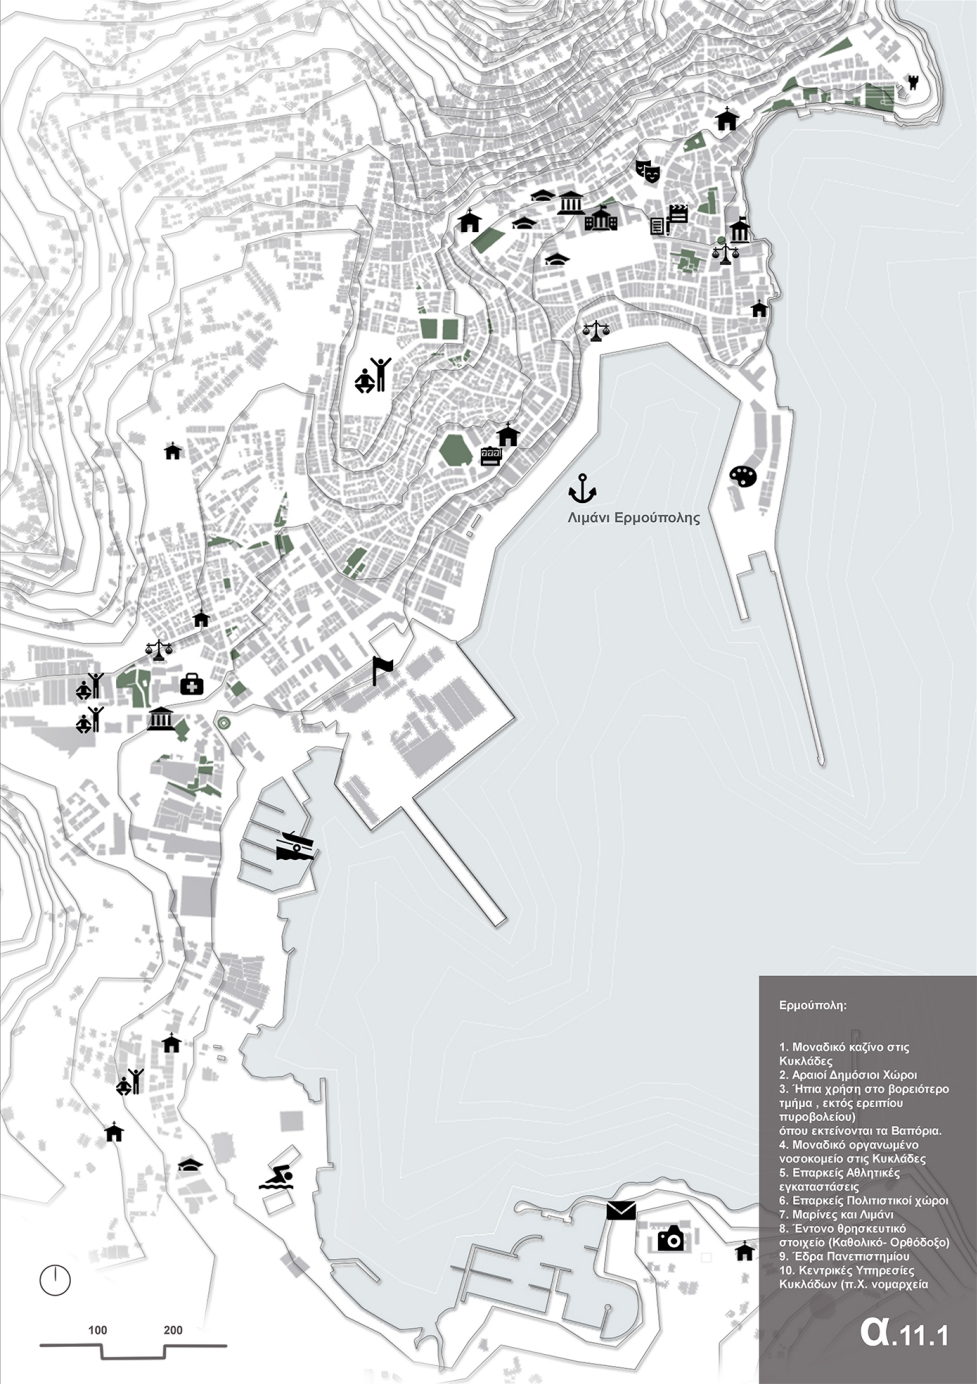 Λιμάνι Ερμούπολης
100 200
Ερμούπολη:
1. Μοναδικό καζίνο στις
Κυκλάδες
2. Αραιοί Δημόσιοι Χώροι
3. Ήπια χρήση στο βορειότερο
τμήμα , εκτός ερειπίου
πυροβολείου)
όπου εκτείνονται τα Βαπόρια.
4. Μοναδικό οργανωμένο
νοσοκομείο στις Κυκλάδες
5. Επαρκείς Αθλητικές
εγκαταστάσεις
6. Επαρκείς Πολιτιστικοί χώροι
7. Μαρίνες και Λιμάνι
8. Έντονο θρησκευτικό
στοιχείο (Καθολικό- Ορθόδοξο)
9. Έδρα Πανεπιστημίου
10. Κεντρικές Υπηρεσίες
Κυκλάδων (π.Χ. νομαρχεία
α.11.1